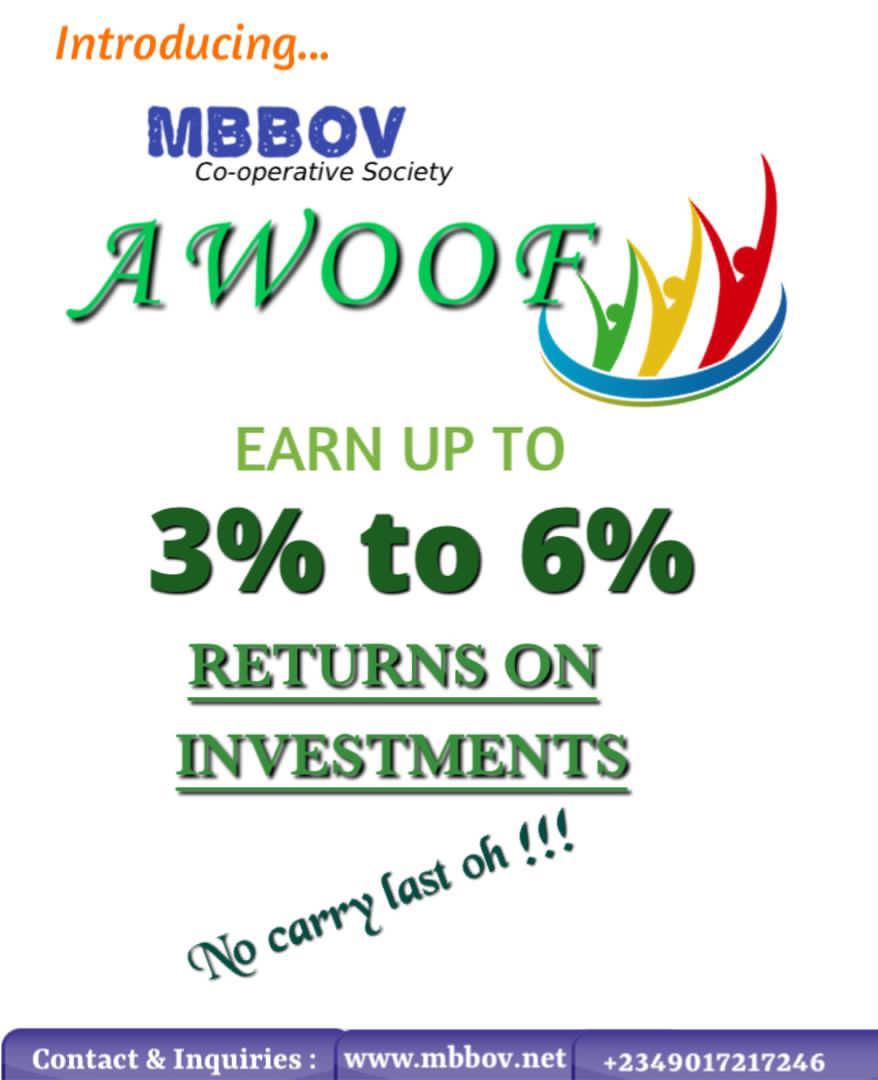 Introducing...
MBBOV
Co-operative Society
AWOOF
EARN UP TO
3% to 6%
RETURNS ON
INVESTMENTS
No carry last oh !!!
Contact & Inquiries : www.mbbov.net +2349017217246